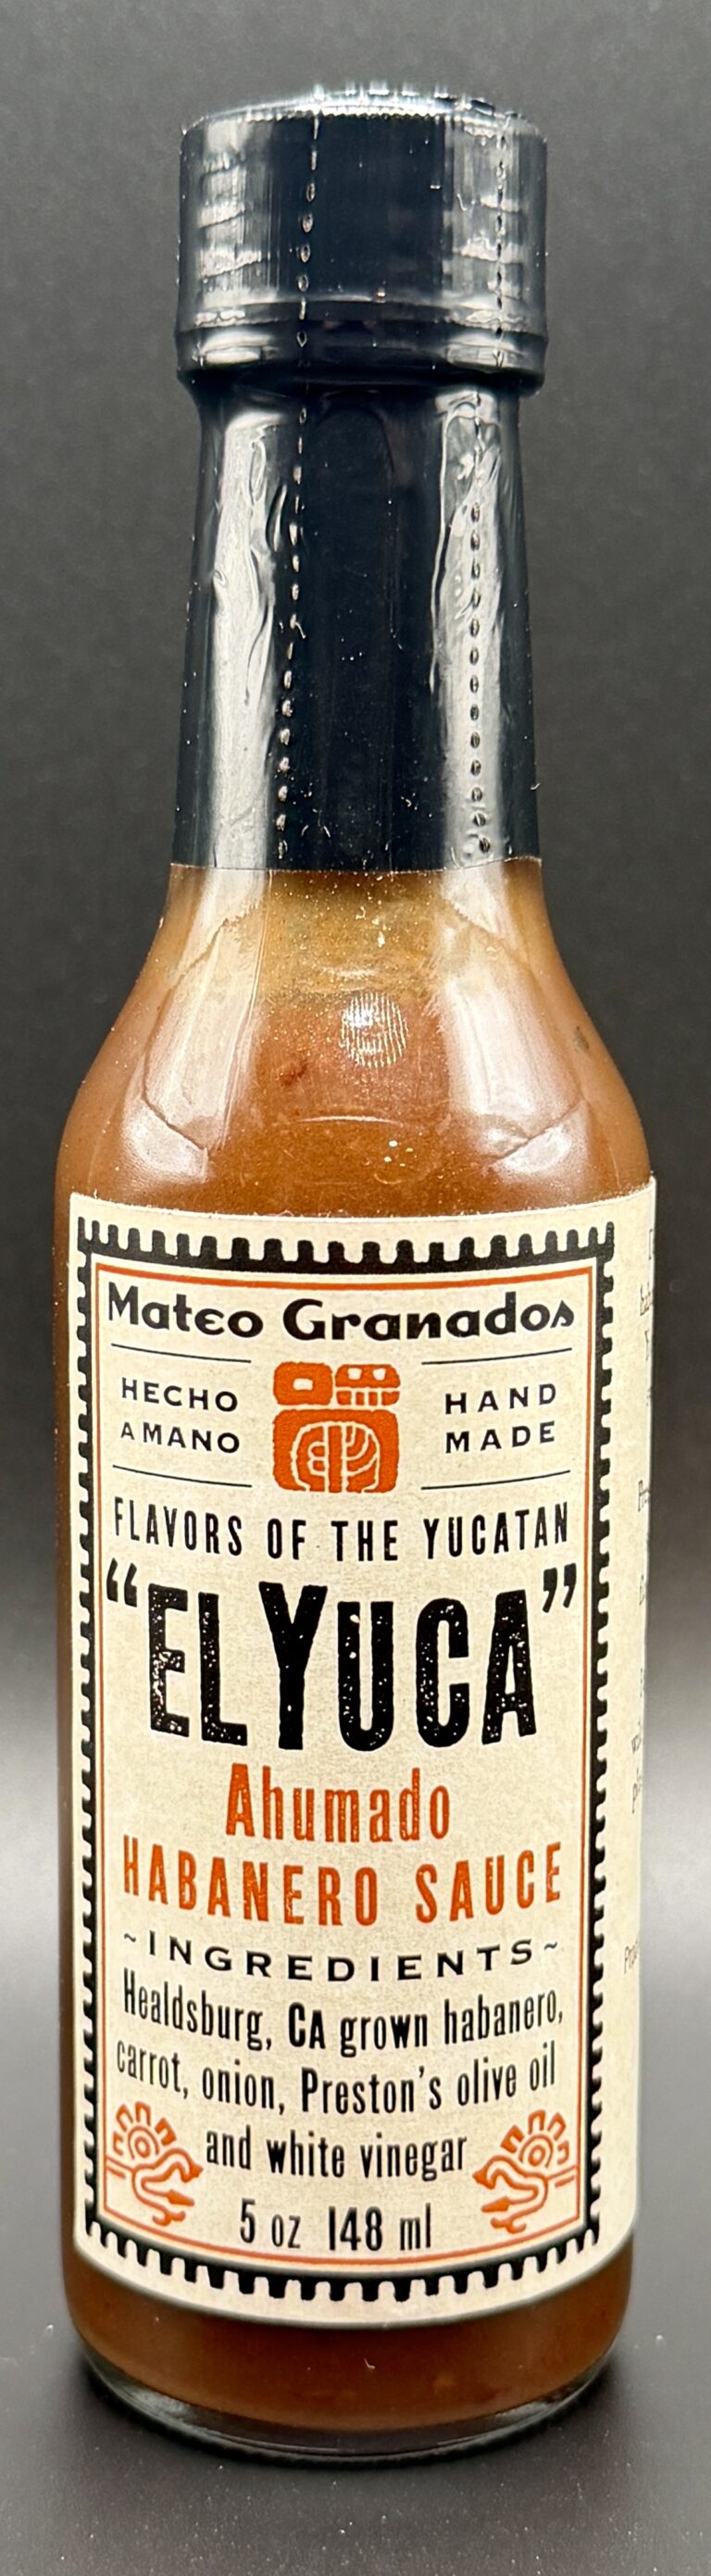 Mateo Granados
HECHO
AMANO
HAND
MADE
FLAVORS OF THE YUCATAN
“ELYUCA”
Ahumado
HABANERO SAUCE
~INGREDIENTS~
Healdsburg, CA grown habanero,
carrot, onion, Preston's olive oil
and white vinegar
5 oz 148 ml